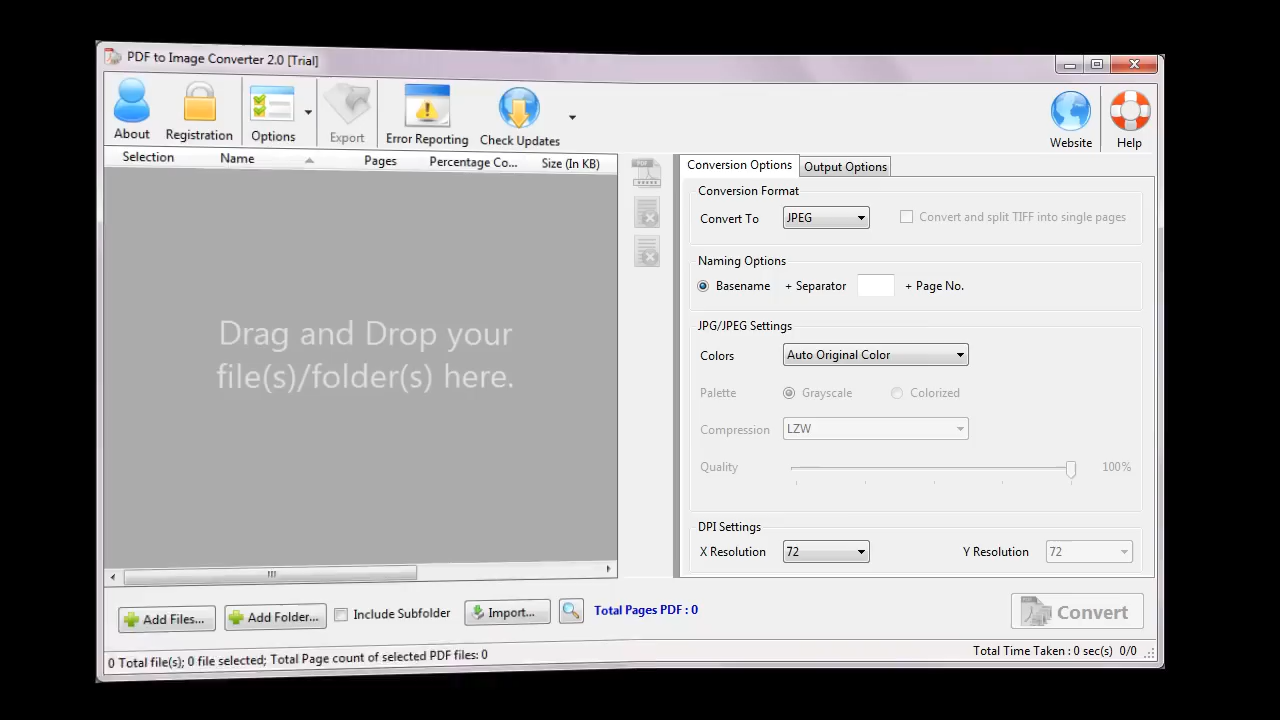 PDF to Image Converter 2.0 [Trial]
About
Registration
Options
Export
Error Reporting
Check Updates
Website
Help
Selection Name Pages Percentage Co... Size (In KB)
Drag and Drop your
file(s)/folder(s) here.
Conversion Options Output Options
Conversion Format
Convert To JPEG Convert and split TIFF into single pages
Naming Options
Basename + Separator + Page No.
JPG/JPEG Settings
Colors Auto Original Color
Palette Grayscale Colorized
Compression LZW
Quality 100%
DPI Settings
X Resolution 72 Y Resolution 72
Add Files... Add Folder... Include Subfolder Import... Total Pages PDF : 0 Convert
0 Total file(s); 0 file selected; Total Page count of selected PDF files: 0
Total Time Taken : 0 sec(s) 0/0